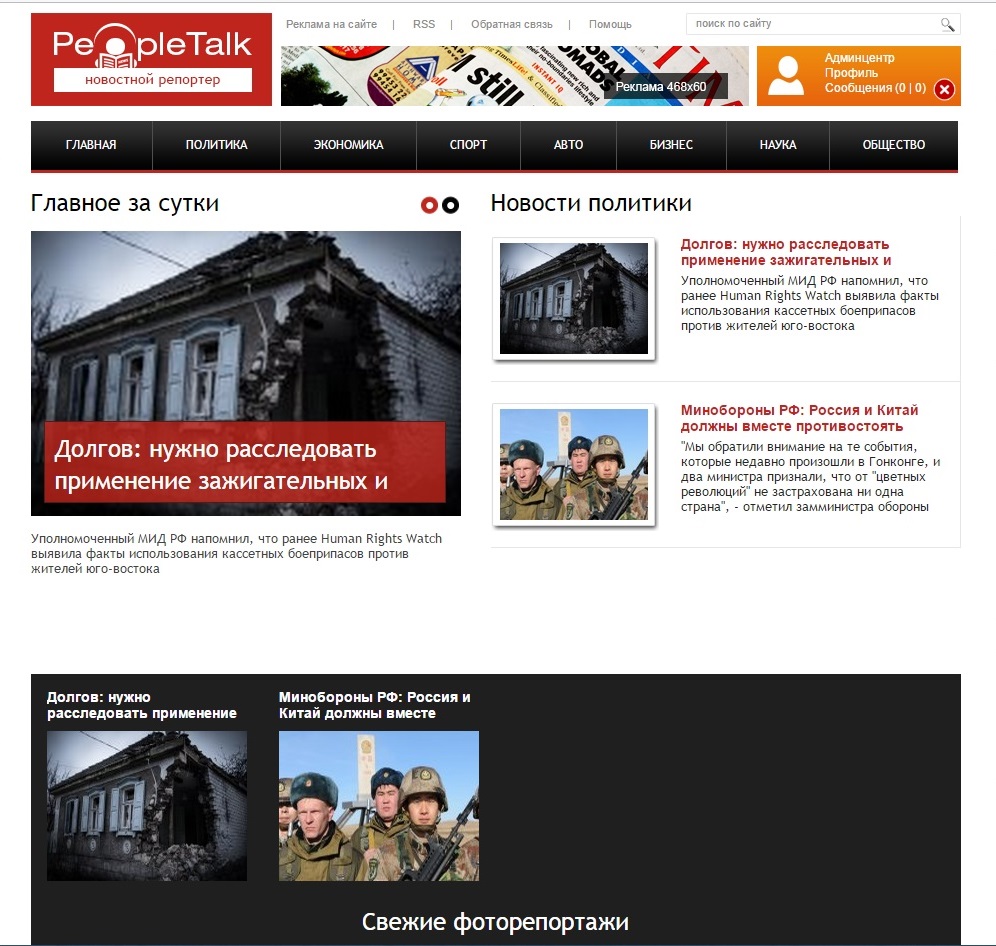 PeopleTalk
новостной репортер
Реклама на сайте | RSS | Обратная связь | Помощь
поиск по сайту
still
GLOBAL
NOMADS
INSTANT IQ
TIM
Реклама 468x60
Админцентр
Профиль
Сообщения (0 | 0)
ГЛАВНАЯ ПОЛИТИКА ЭКОНОМИКА СПОРТ АВТО БИЗНЕС НАУКА ОБЩЕСТВО
Главное за сутки
Долгов: нужно расследовать
применение зажигательных и
Уполномоченный МИД РФ напомнил, что ранее Human Rights Watch
выявила факты использования кассетных боеприпасов против
жителей юго-востока
Новости политики
Долгов: нужно расследовать
применение зажигательных и
Уполномоченный МИД РФ напомнил, что
ранее Human Rights Watch выявила факты
использования кассетных боеприпасов
против жителей юго-востока
Минобороны РФ: Россия и Китай
должны вместе противостоять
"Мы обратили внимание на те события,
которые недавно произошли в Гонконге, и
два министра признали, что от "цветных
революций" не застрахована ни одна
страна", - отметил замминистра обороны
Долгов: нужно
расследовать применение
Минобороны РФ: Россия и
Китай должны вместе
Свежие фоторепортажи